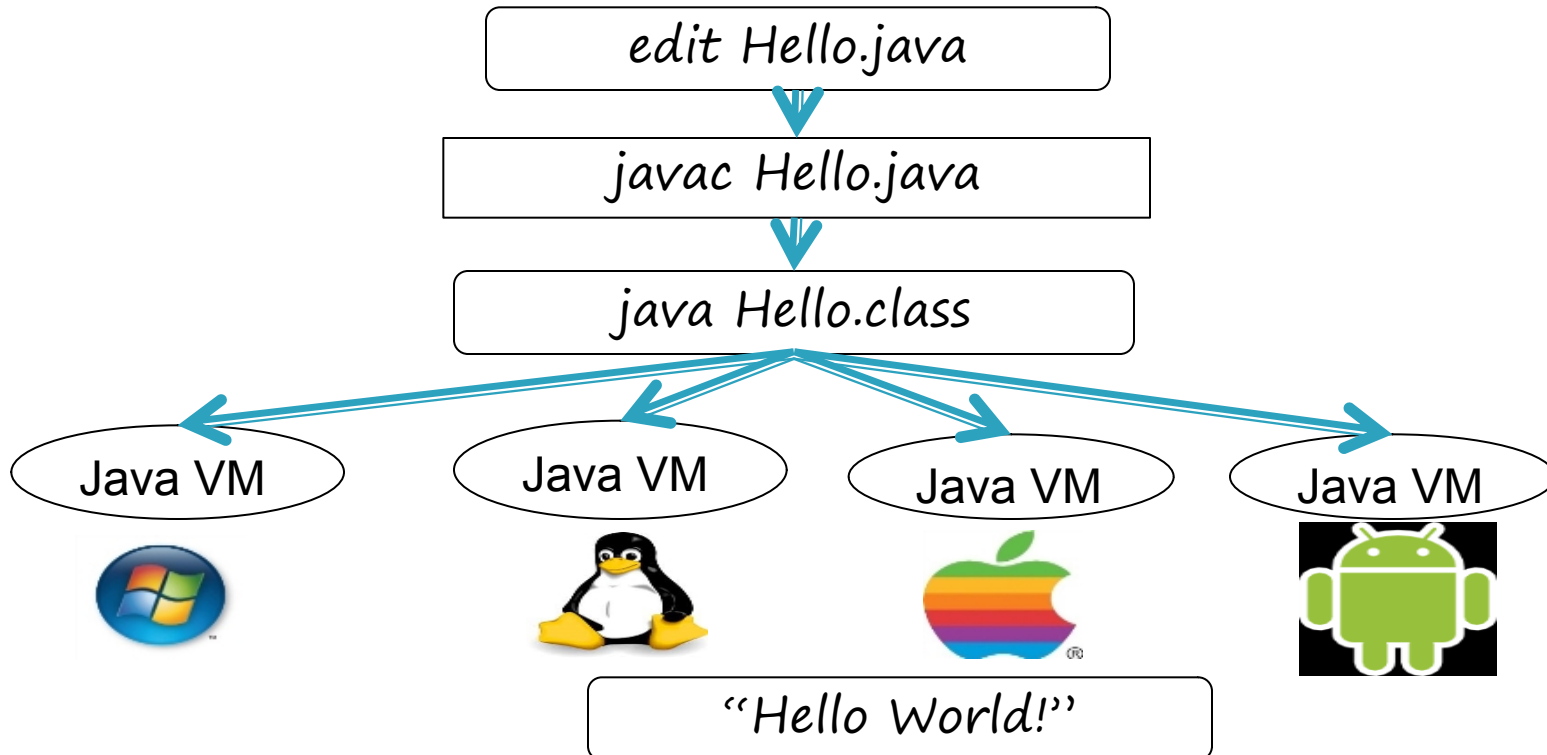 edit Hello.java
javac Hello.java
java Hello.class
Java VM Java VM Java VM Java VM
TM
®
“Hello World!”